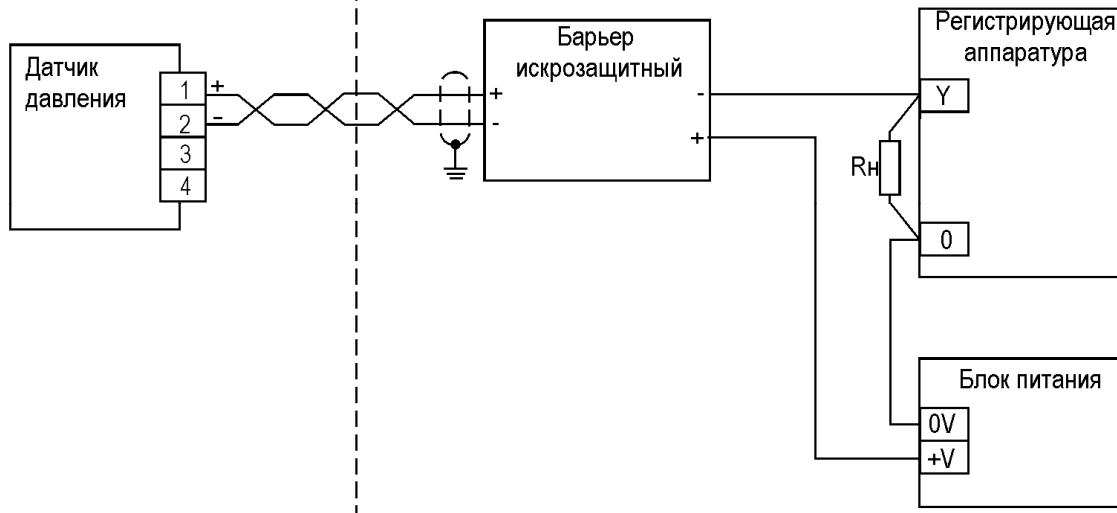 Датчик
давления
1
2
3
4
+
-
+
-
Барьер
искрозащитный
-
+
Регистрирующая
аппаратура
Y
Rн
0
Блок питания
0V
+V